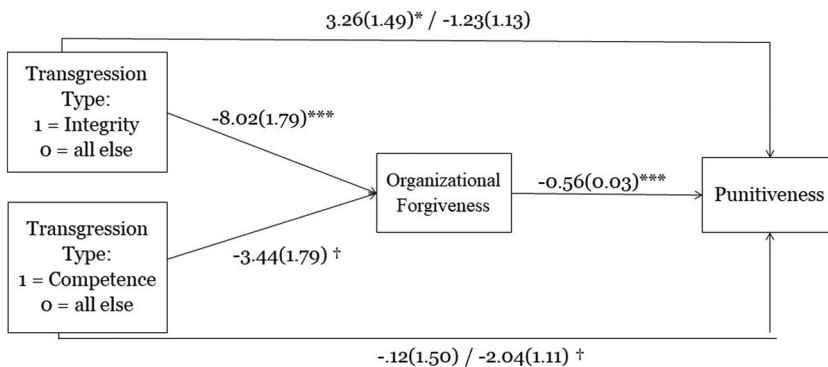 3.26(1.49)* / -1.23(1.13)
Transgression
Type:
1 = Integrity
0 = all else
-8.02(1.79)***
Organizational
Forgiveness
-0.56(0.03)***
Punitiveness
Transgression
Type:
1 = Competence
0 = all else
-3.44(1.79) †
-.12(1.50) / -2.04(1.11) †